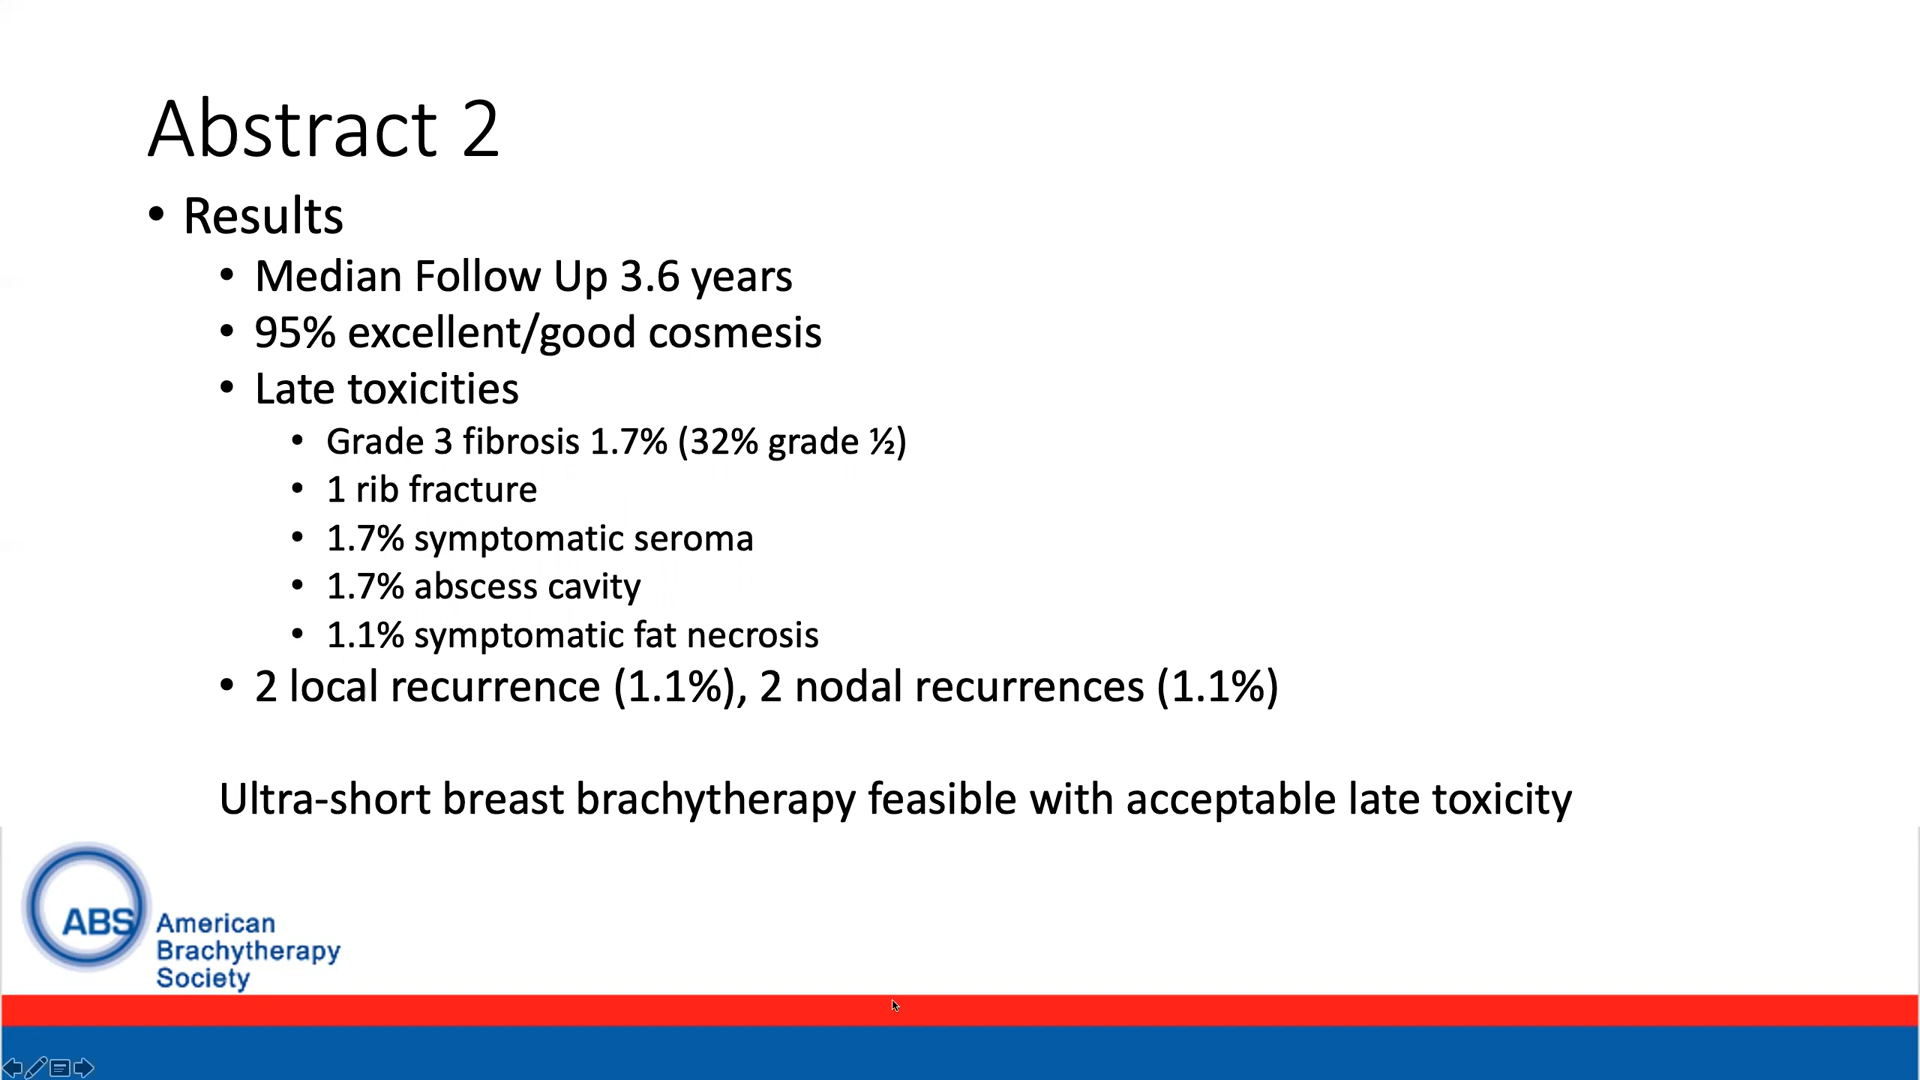 Abstract 2
• Results
• Median Follow Up 3.6 years
• 95% excellent/good cosmesis
• Late toxicities
• Grade 3 fibrosis 1.7% (32% grade ½)
• 1 rib fracture
• 1.7% symptomatic seroma
• 1.7% abscess cavity
• 1.1% symptomatic fat necrosis
• 2 local recurrence (1.1%), 2 nodal recurrences (1.1%)
Ultra-short breast brachytherapy feasible with acceptable late toxicity
ABS
American
Brachytherapy
Society